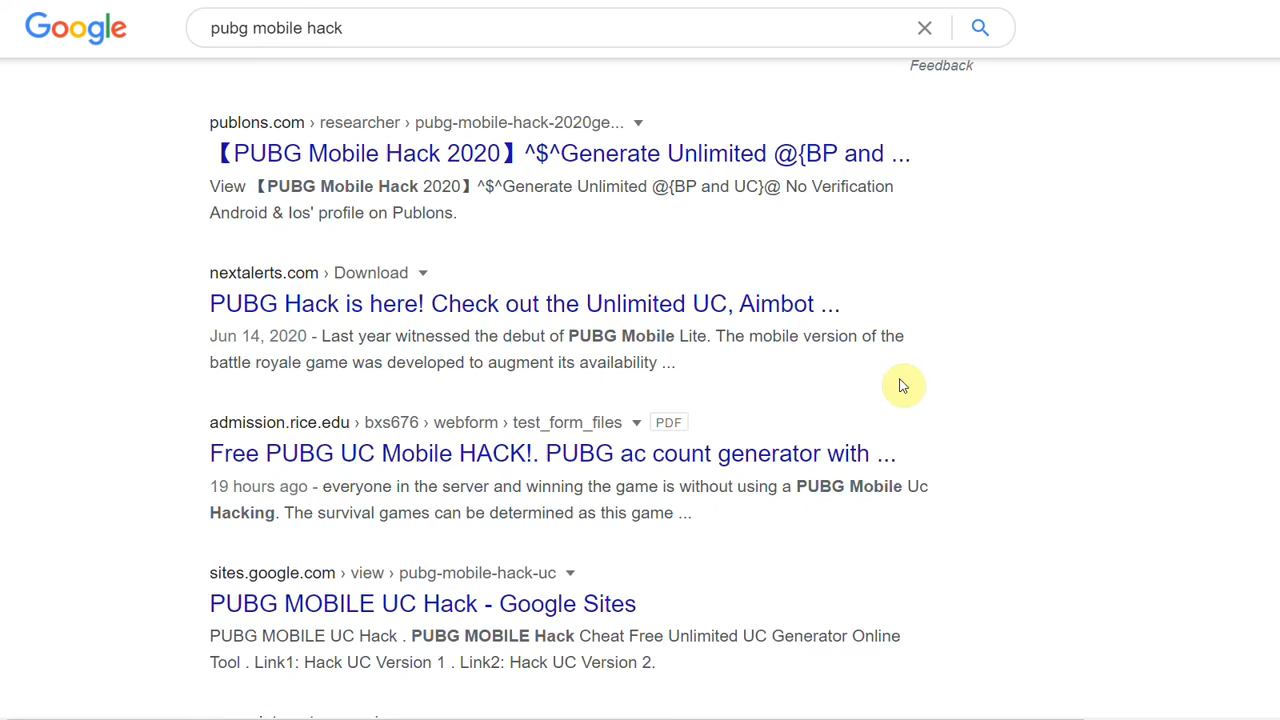 Google
pubg mobile hack
Feedback
publons.com › researcher › pubg-mobile-hack-2020ge...
【PUBG Mobile Hack 2020】^$^Generate Unlimited @{BP and ...
View 【PUBG Mobile Hack 2020】^$^Generate Unlimited @{BP and UC}@ No Verification
Android & Ios' profile on Publons.
nextalerts.com › Download
PUBG Hack is here! Check out the Unlimited UC, Aimbot ...
Jun 14, 2020 - Last year witnessed the debut of PUBG Mobile Lite. The mobile version of the
battle royale game was developed to augment its availability ...
admission.rice.edu › bxs676 › webform › test_form_files PDF
Free PUBG UC Mobile HACK!. PUBG ac count generator with ...
19 hours ago - everyone in the server and winning the game is without using a PUBG Mobile Uc
Hacking. The survival games can be determined as this game ...
sites.google.com › view › pubg-mobile-hack-uc
PUBG MOBILE UC Hack - Google Sites
PUBG MOBILE UC Hack . PUBG MOBILE Hack Cheat Free Unlimited UC Generator Online
Tool . Link1: Hack UC Version 1 . Link2: Hack UC Version 2.